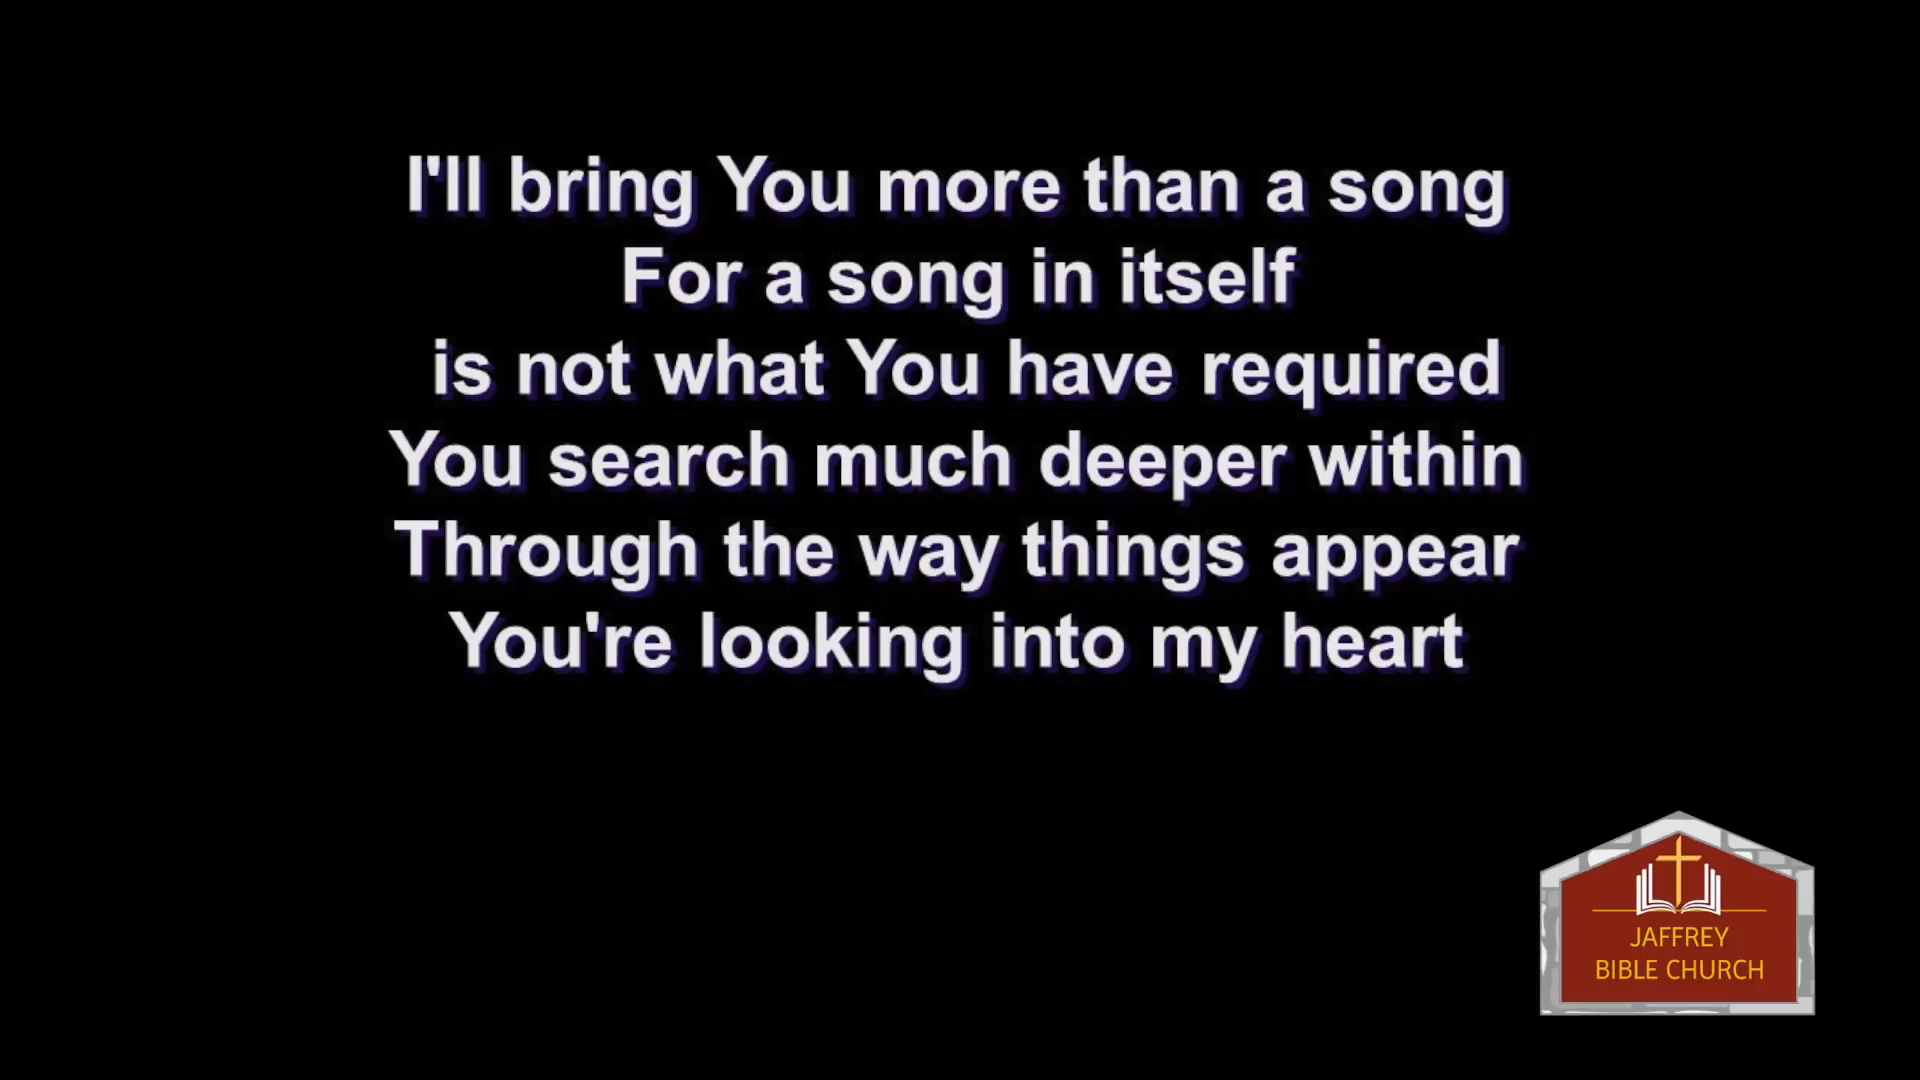 I'll bring You more than a song
For a song in itself
is not what You have required
You search much deeper within
Through the way things appear
You're looking into my heart
JAFFREY
BIBLE CHURCH